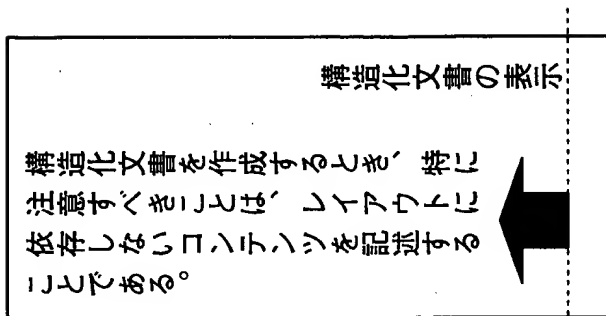 構造化文書の表示
構造化文書を作成するとき、特に
注意すべきことは、レイアウトに
依存しないコンテンツを記述する
ことである。